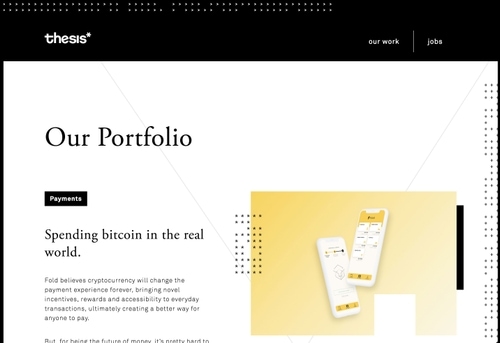 thesis*
our work
jobs
Our Portfolio
Payments
Spending bitcoin in the real
world.
Fold believes cryptocurrency will change the
payment experience forever, bringing novel
incentives, rewards and accessibility to everyday
transactions, ultimately creating a better way for
anyone to pay.
But, for being the future of money, it's pretty hard to